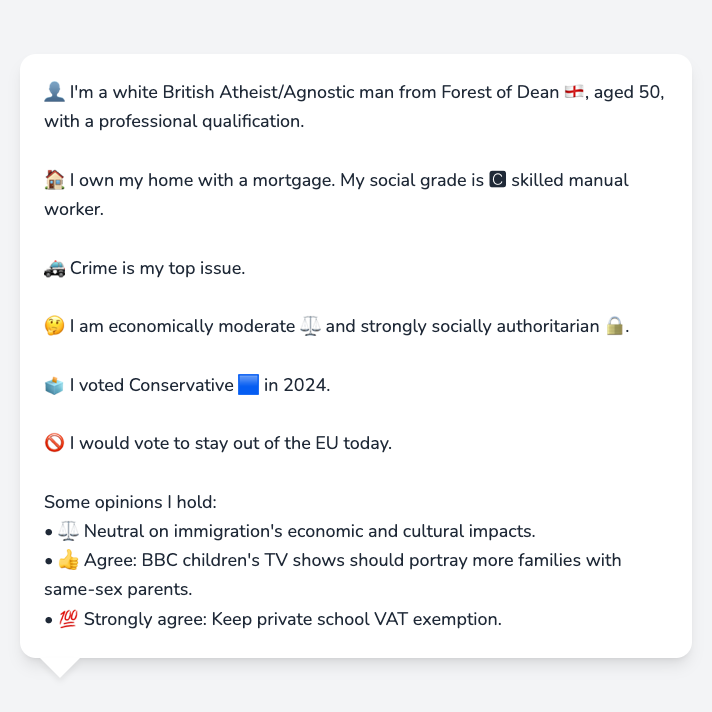 👤 I'm a white British Atheist/Agnostic man from Forest of Dean 🏴󠁧󠁢󠁥󠁮󠁧󠁿, aged 50,
with a professional qualification.
🏠 I own my home with a mortgage. My social grade is 🅲 skilled manual
worker.
🚓 Crime is my top issue.
🤔 I am economically moderate ⚖️ and strongly socially authoritarian 🔒.
🗳️ I voted Conservative 🟦 in 2024.
🚫 I would vote to stay out of the EU today.
Some opinions I hold:
• ⚖️ Neutral on immigration's economic and cultural impacts.
• 👍 Agree: BBC children's TV shows should portray more families with
same-sex parents.
• 💯 Strongly agree: Keep private school VAT exemption.